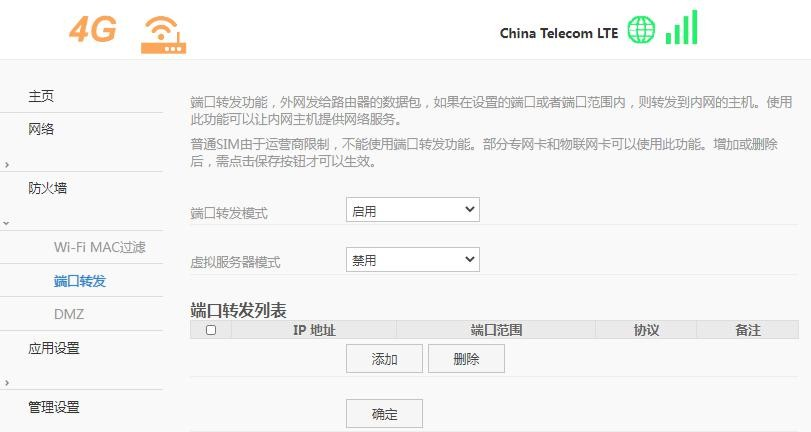 4G
China Telecom LTE
主页
网络
防火墙
Wi-Fi MAC过滤
端口转发
DMZ
应用设置
管理设置
端口转发功能，外网发给路由器的数据包，如果在设置的端口或者端口范围内，则转发到内网的主机。使用
此功能可以让内网主机提供网络服务。
普通SIM由于运营商限制，不能使用端口转发功能。部分专网卡和物联网卡可以使用此功能。增加或删除
后，需点击保存按钮才可以生效。
端口转发模式 启用
虚拟服务器模式 禁用
端口转发列表
IP 地址 端口范围 协议 备注
添加 删除
确定